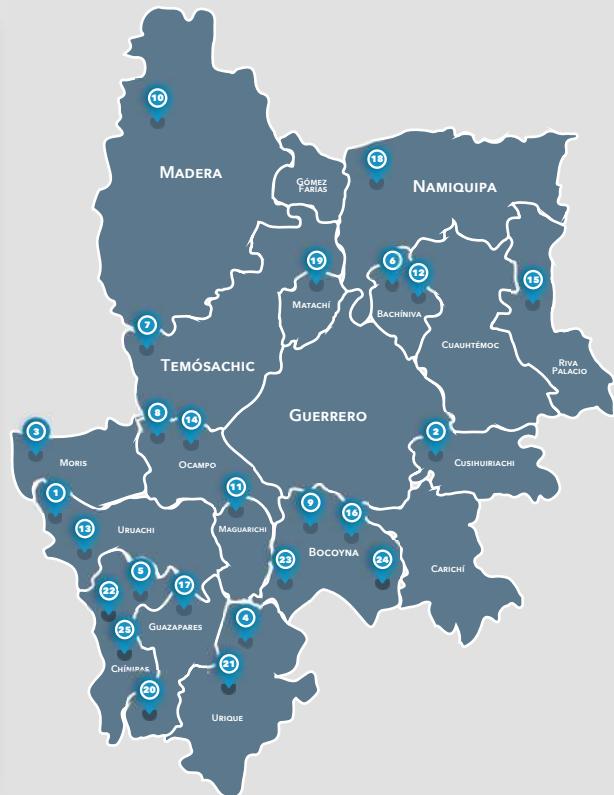 10
MADERA
18
GÓMEZ
FARÍAS
NAMIQUIPA
19
6
12
15
MATACHÍ
BACHÍNIVA
7
CUAUHTÉMOC
TEMÓSACHIC
RIVA
PALACIO
8
14
GUERRERO
3
2
MORIS
OCAMPO
CUSIHUIRIACHI
1
11
9
16
13
URUACHI
MAGUARICHI
BOCOYNA
23
24
CARICHÍ
5
22
17
4
25
GUAZAPARES
CHÍNIPAS
21
20
URIQUE